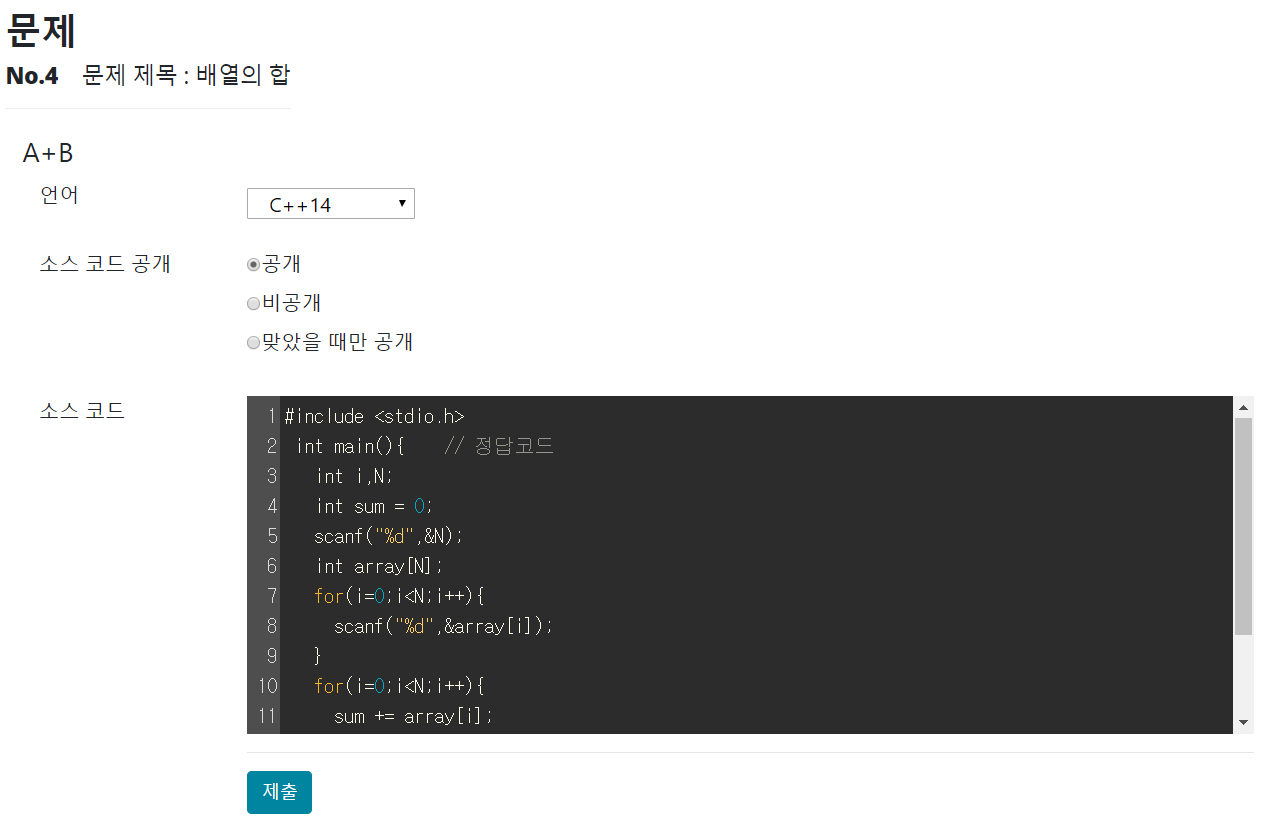 문제
No.4 문제 제목 : 배열의 합
A+B
언어 C++14
소스 코드 공개 공개
비공개
맞았을 때만 공개
소스 코드
1 #include <stdio.h>
2 int main(){ // 정답코드
3 int i,N;
4 int sum = 0;
5 scanf("%d",&N);
6 int array[N];
7 for(i=0;i<N;i++){
8 scanf("%d",&array[i]);
9 }
10 for(i=0;i<N;i++){
11 sum += array[i];
제출